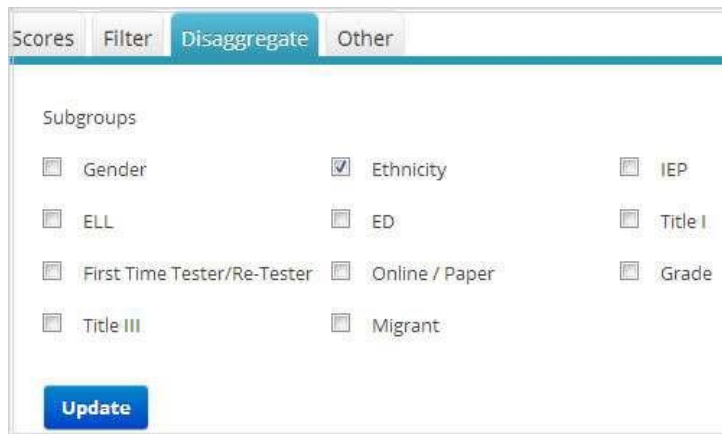 Scores Filter Disaggregate Other
Subgroups
Gender Ethnicity IEP
ELL ED Title I
First Time Tester/Re-Tester Online / Paper Grade
Title III Migrant
Update